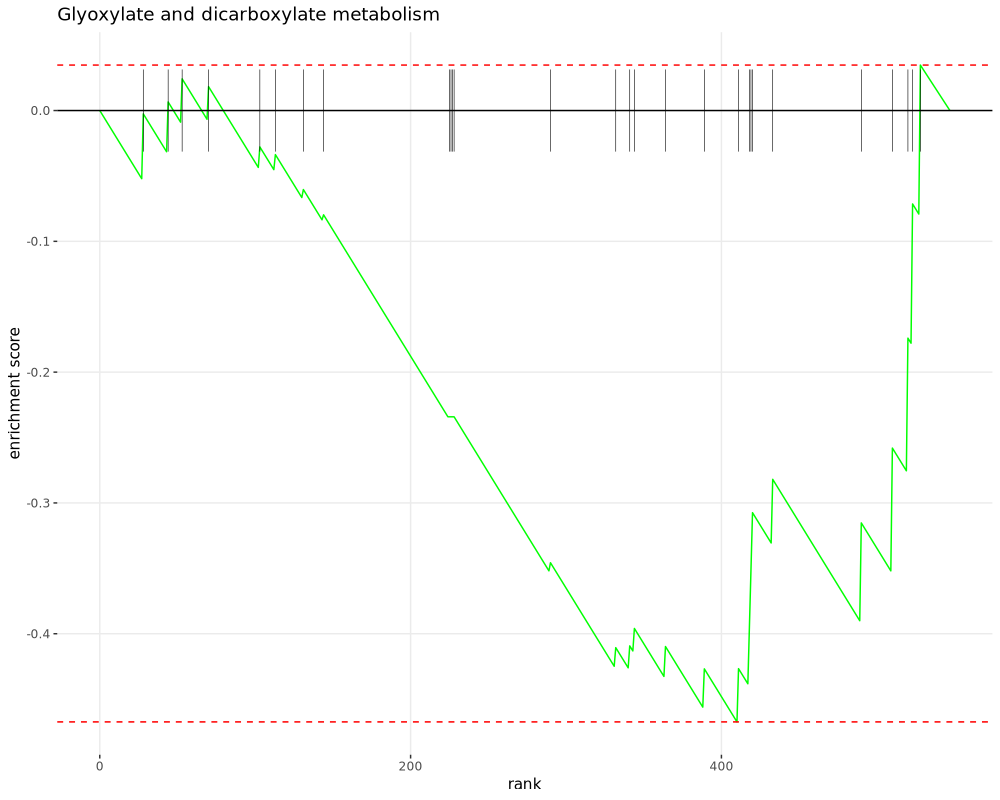 Glyoxylate and dicarboxylate metabolism
enrichment score
0.0
-0.1
-0.2
-0.3
-0.4
0 200 400
rank